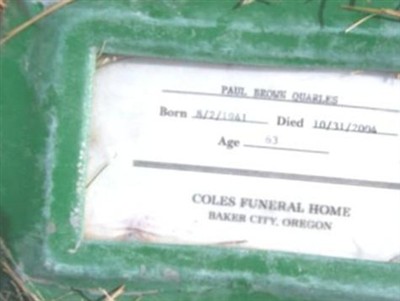 PAUL BROWN QUARLES
Born 8/2/1941 Died 10/31/2004
Age 63
COLES FUNERAL HOME
BAKER CITY, OREGON